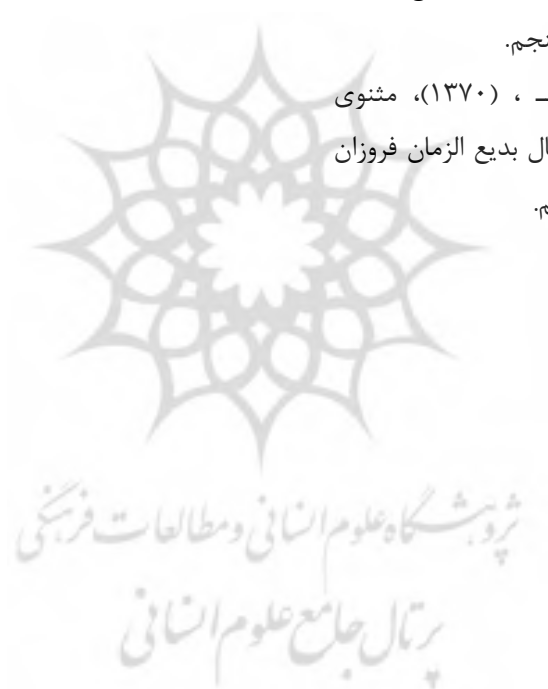 نجم.
ـ ، (۱۳۷۰)، مثنوی
ال بدیع الزمان فروزان
م.
پژوهشگاه علوم انسانی و مطالعات فرهنگی
پرتال جامع علوم انسانی